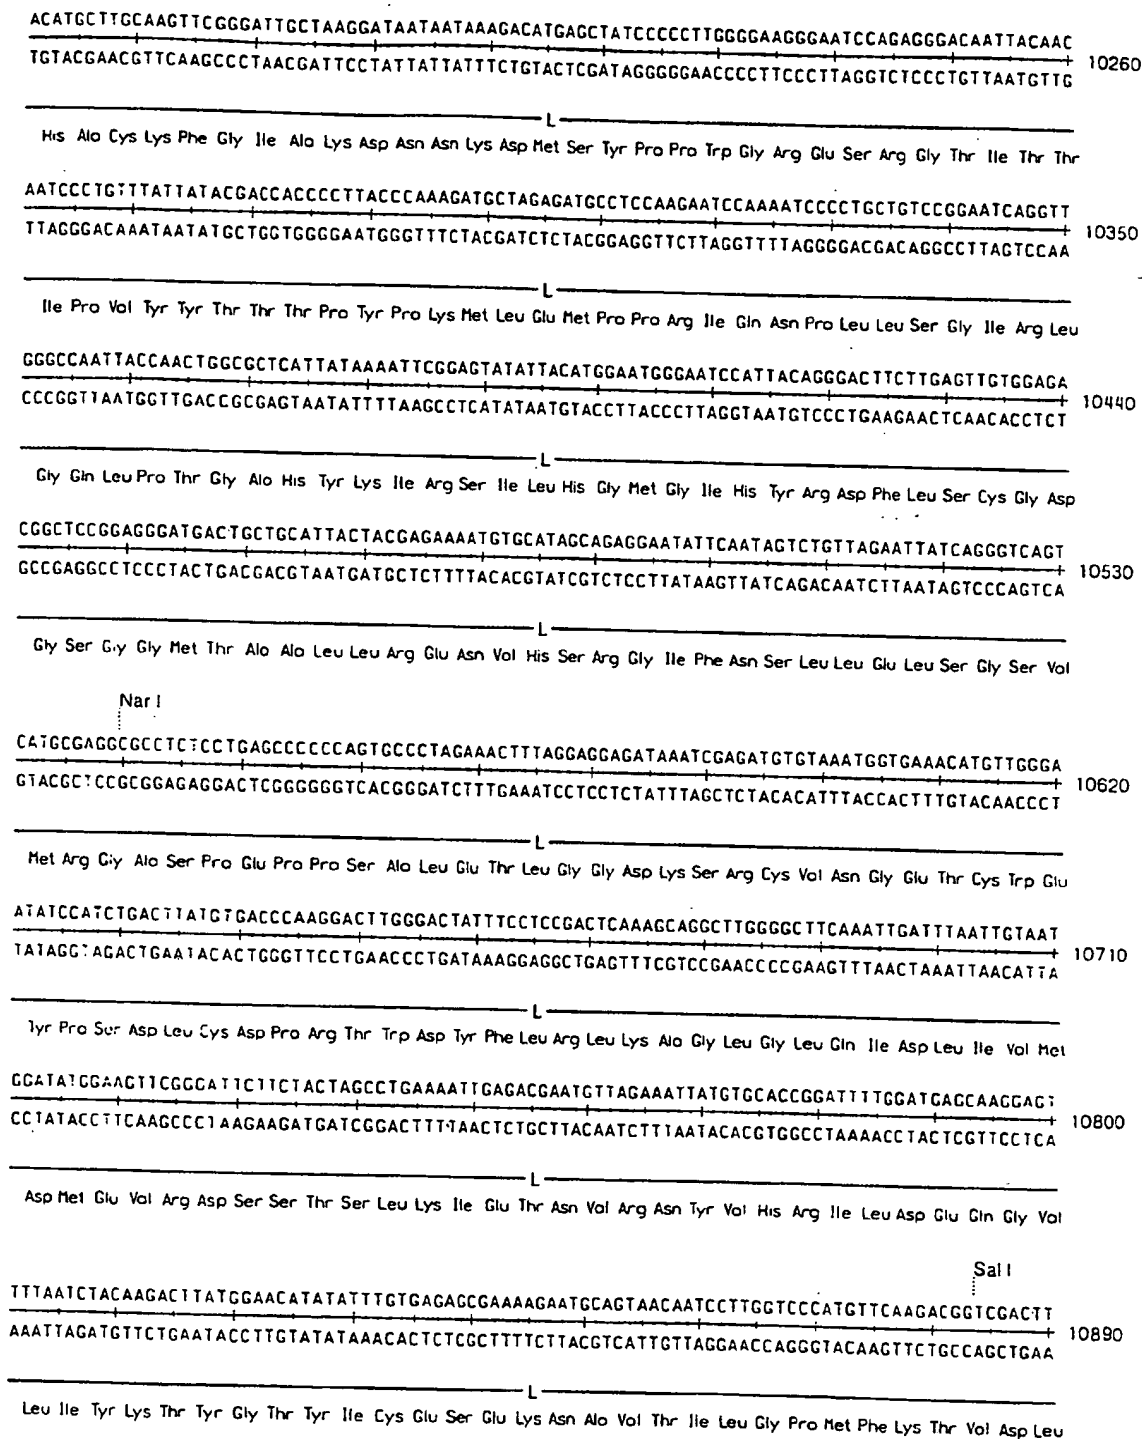 ACATGCTTGCAAGTTCGGGATTGCTAAGGATAATAATAAAGACATGAGCTATCCCCCTTGGGGAAGGGAATCCAGAGGGACAATTACAAC
10260
TGTACGAACGTTCAAGCCCTAACGATTCCTATTATTATTTCTGTACTCGATAGGGGGAACCCCTTCCCTTAGGTCTCCCTGTTAATGTTG
L
His Ala Cys Lys Phe Gly Ile Ala Lys Asp Asn Asn Lys Asp Met Ser Tyr Pro Pro Trp Gly Arg Glu Ser Arg Gly Thr Ile Thr Thr
AATCCCTGTTTATTATACGACCACCCCTTACCCAAAGATGCTAGAGATGCCTCCAAGAATCCAAAATCCCCTGCTGTCCGGAATCAGGTT
10350
TTAGGGACAAATAATATGCTGGTGGGGAATGGGTTTCTACGATCTCTACGGAGGTTCTTAGGTTTTAGGGGACGACAGGCCTTAGTCCAA
L
Ile Pro Val Tyr Tyr Thr Thr Pro Tyr Pro Lys Met Leu Glu Met Pro Pro Arg Ile Gln Asn Pro Leu Leu Ser Gly Ile Arg Leu
GGGCCAATTACCAACTGGCGCTCATTATAAAATTCGGAGTATATTACATGGAATGGGAATCCATTACAGGGACTTCTTGAGTTGTGGAGA
10440
CCCGGTTAATGGTTGACCGCGAGTAATATTTTAAGCCTCATATAATGTACCTTACCCTTAGGTAATGTCCCTGAAGAACTCAACACCTCT
L
Gly Gln Leu Pro Thr Gly Ala His Tyr Lys Ile Arg Ser Ile Leu His Gly Met Gly Ile His Tyr Arg Asp Phe Leu Ser Cys Gly Asp
CGGCTCCGGAGGGATGACTGCTGCATTACTACGAGAAAATGTGCATAGCAGAGGAATATTCAATAGTCTGTTAGAATTATCAGGGTCAGT
10530
GCCGAGGCCTCCCTACTGACGACGTAATGATGCTCTTTTACACGTATCGTCTCCTTATAAGTTATCAGACAATCTTAATAGTCCCAGTCA
L
Gly Ser Gly Gly Met Thr Ala Ala Leu Leu Arg Glu Asn Val His Ser Arg Gly Ile Phe Asn Ser Leu Leu Glu Leu Ser Gly Ser Val
Nar I
CATGCGAGGCGCCTCTCCTGAGCCCCCCAGTGCCCTAGAAACTTTAGGAGGAGATAAATCGAGATGTGTAAATGGTGAAACATGTTGGGA
10620
GTACGCTCCGCGGAGAGGACTCGGGGGGTCACGGGATCTTTGAAATCCTCCTCTATTTAGCTCTACACATTTACCACTTTGTACAACCCT
L
Met Arg Gly Ala Ser Pro Glu Pro Pro Ser Ala Leu Glu Thr Leu Gly Gly Asp Lys Ser Arg Cys Val Asn Gly Glu Thr Cys Trp Glu
ATATCCATCTGACTTATGTGACCCAAGGACTTGGGACTATTTCCTCCGACTCAAAGCAGGCTTGGGGCTTCAAATTGATTTAATTGTAAT
10710
TATAGGTAGACTGAATACACTGGGTTCCTGAACCCTGATAAAGGAGGCTGAGTTTCGTCCGAACCCCGAAGTTTAACTAAATTAACATTA
L
Tyr Pro Ser Asp Leu Cys Asp Pro Arg Thr Trp Asp Tyr Phe Leu Arg Leu Lys Ala Gly Leu Gly Leu Gln Ile Asp Leu Ile Val Met
GGATATGGAAGTTCGGGATTCTTCTACTAGCCTGAAAATTGAGACGAATGTTAGAAATTATGTGCACCGGATTTTGGATGAGCAAGGAGT
10800
CCTATACCTTCAAGCCCTAAGAAGATGATCGGACTTTTAACTCTGCTTACAATCTTTAATACACGTGGCCTAAAACCTACTCGTTCCTCA
L
Asp Met Glu Val Arg Asp Ser Ser Thr Ser Leu Lys Ile Glu Thr Asn Val Arg Asn Tyr Val His Arg Ile Leu Asp Glu Gln Gly Val
Sal I
TTTAATCTACAAGACTTATGGAACATATATTTGTGAGAGCGAAAAGAATGCAGTAACAATCCTTGGTCCCATGTTCAAGACGGTCGACTT
10890
AAATTAGATGTTCTGAATACCTTGTATATAAACACTCTCGCTTTTCTTACGTCATTGTTAGGAACCAGGGTACAAGTTCTGCCAGCTGAA
L
Leu Ile Tyr Lys Thr Tyr Gly Thr Tyr Ile Cys Glu Ser Glu Lys Asn Ala Val Thr Ile Leu Gly Pro Met Phe Lys Thr Val Asp Leu